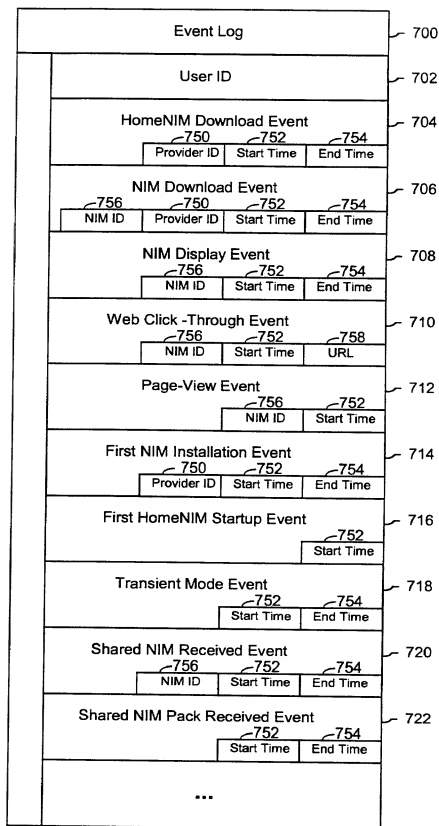 Event Log 700
User ID 702
HomeNIM Download Event 704
750 752 754
Provider ID Start Time End Time
NIM Download Event 706
756 750 752 754
NIM ID Provider ID Start Time End Time
NIM Display Event 708
756 752 754
NIM ID Start Time End Time
Web Click -Through Event 710
756 752 758
NIM ID Start Time URL
Page-View Event 712
756 752
NIM ID Start Time
First NIM Installation Event 714
750 752 754
Provider ID Start Time End Time
First HomeNIM Startup Event 716
752
Start Time
Transient Mode Event 718
752 754
Start Time End Time
Shared NIM Received Event 720
756 752 754
NIM ID Start Time End Time
Shared NIM Pack Received Event 722
752 754
Start Time End Time
...